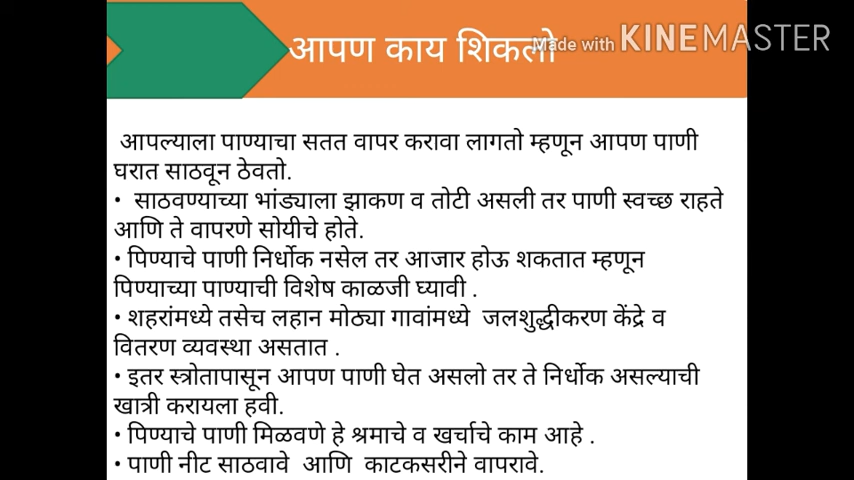 आपण काय शिकलो
Made with KINEMASTER
आपल्याला पाण्याचा सतत वापर करावा लागतो म्हणून आपण पाणी
घरात साठवून ठेवतो.
• साठवण्याच्या भांड्याला झाकण व तोटी असली तर पाणी स्वच्छ राहते
आणि ते वापरणे सोयीचे होते.
• पिण्याचे पाणी निर्धोक नसेल तर आजार होऊ शकतात म्हणून
पिण्याच्या पाण्याची विशेष काळजी घ्यावी .
• शहरांमध्ये तसेच लहान मोठ्या गावांमध्ये जलशुद्धीकरण केंद्रे व
वितरण व्यवस्था असतात .
• इतर स्त्रोतापासून आपण पाणी घेत असलो तर ते निर्धोक असल्याची
खात्री करायला हवी.
• पिण्याचे पाणी मिळवणे हे श्रमाचे व खर्चाचे काम आहे .
• पाणी नीट साठवावे आणि काटकसरीने वापरावे.